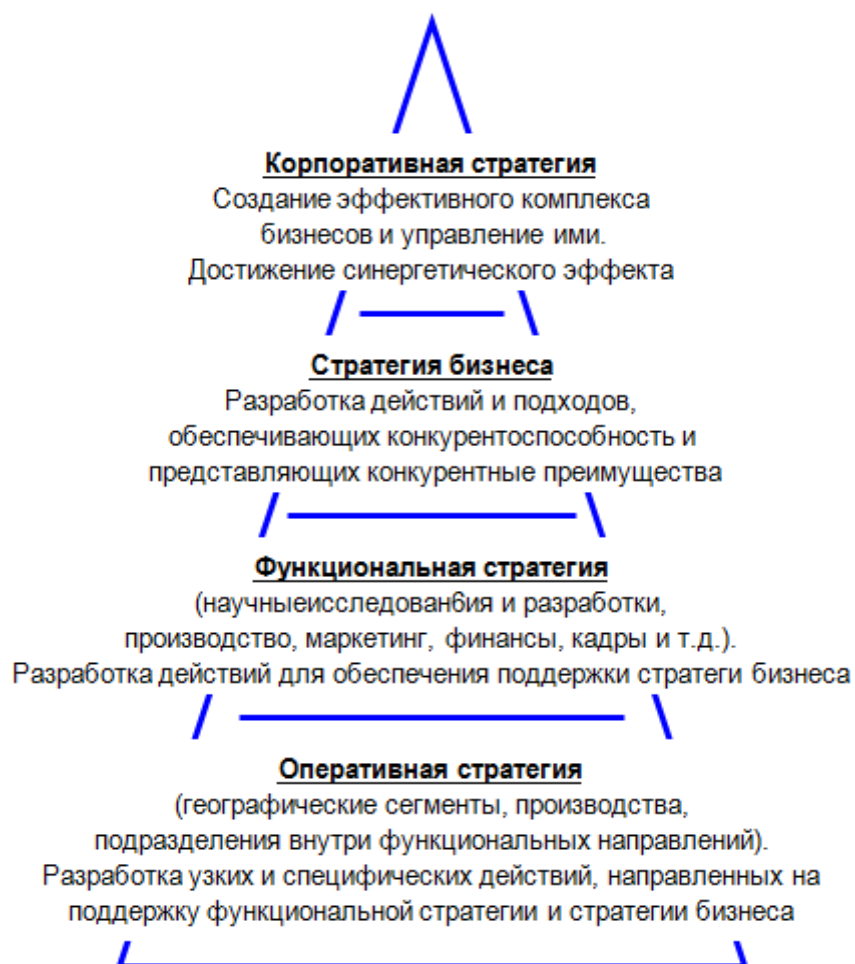 Корпоративная стратегия
Создание эффективного комплекса
бизнесов и управление ими.
Достижение синергетического эффекта
Стратегия бизнеса
Разработка действий и подходов,
обеспечивающих конкурентоспособность и
представляющих конкурентные преимущества
Функциональная стратегия
(научныеисследован6ия и разработки,
производство, маркетинг, финансы, кадры и т.д.).
Разработка действий для обеспечения поддержки стратеги бизнеса
Оперативная стратегия
(географические сегменты, производства,
подразделения внутри функциональных направлений).
Разработка узких и специфических действий, направленных на
поддержку функциональной стратегии и стратегии бизнеса